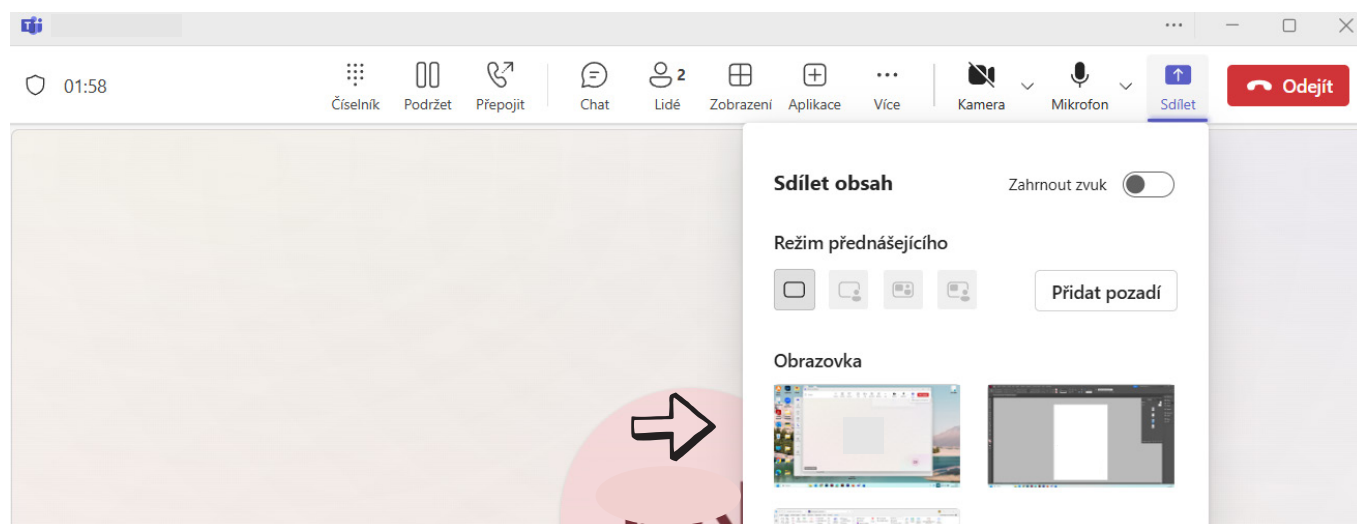 01:58
Číselník
Podržet
Přepojit
Chat
Lidé
2
Zobrazení
Aplikace
Více
Kamera
Mikrofon
Sdílet
Odejít
Sdílet obsah
Zahrnout zvuk
Režim přednášejícího
Přidat pozadí
Obrazovka